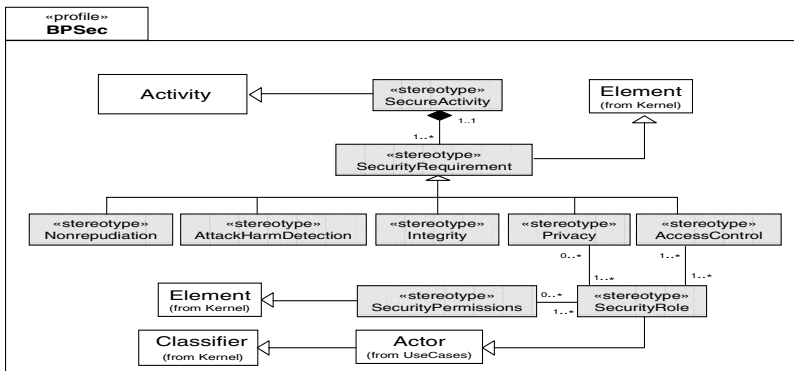 «profile»
BPSec
Activity
«stereotype»
SecureActivity
Element
(from Kernel)
1..1
1..*
«stereotype»
SecurityRequirement
«stereotype»
Nonrepudiation
«stereotype»
AttackHarmDetection
«stereotype»
Integrity
«stereotype»
Privacy
«stereotype»
AccessControl
0..*
1..*
1..*
1..*
Element
(from Kernel)
«stereotype»
SecurityPermissions
0..*
1..*
«stereotype»
SecurityRole
Classifier
(from Kernel)
Actor
(from UseCases)